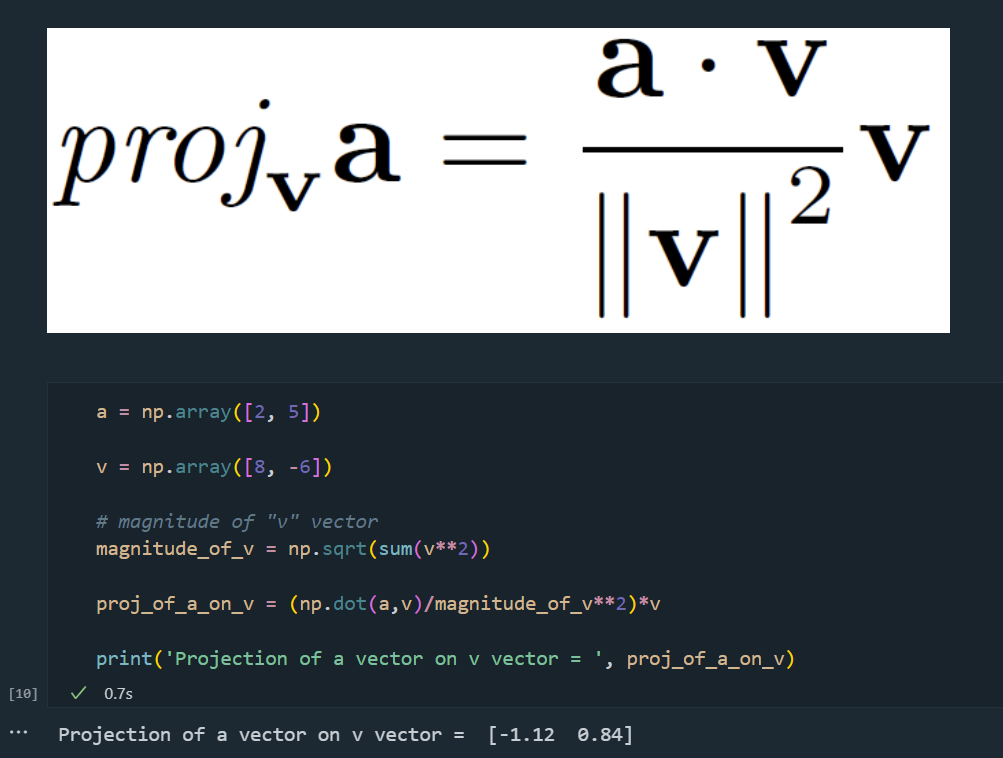 proj_v a = a · v / ||v||² v
a = np.array([2, 5])
v = np.array([8, -6])
# magnitude of "v" vector
magnitude_of_v = np.sqrt(sum(v**2))
proj_of_a_on_v = (np.dot(a,v)/magnitude_of_v**2)*v
print('Projection of a vector on v vector = ', proj_of_a_on_v)
[10] ✓ 0.7s
... Projection of a vector on v vector =  [-1.12  0.84]